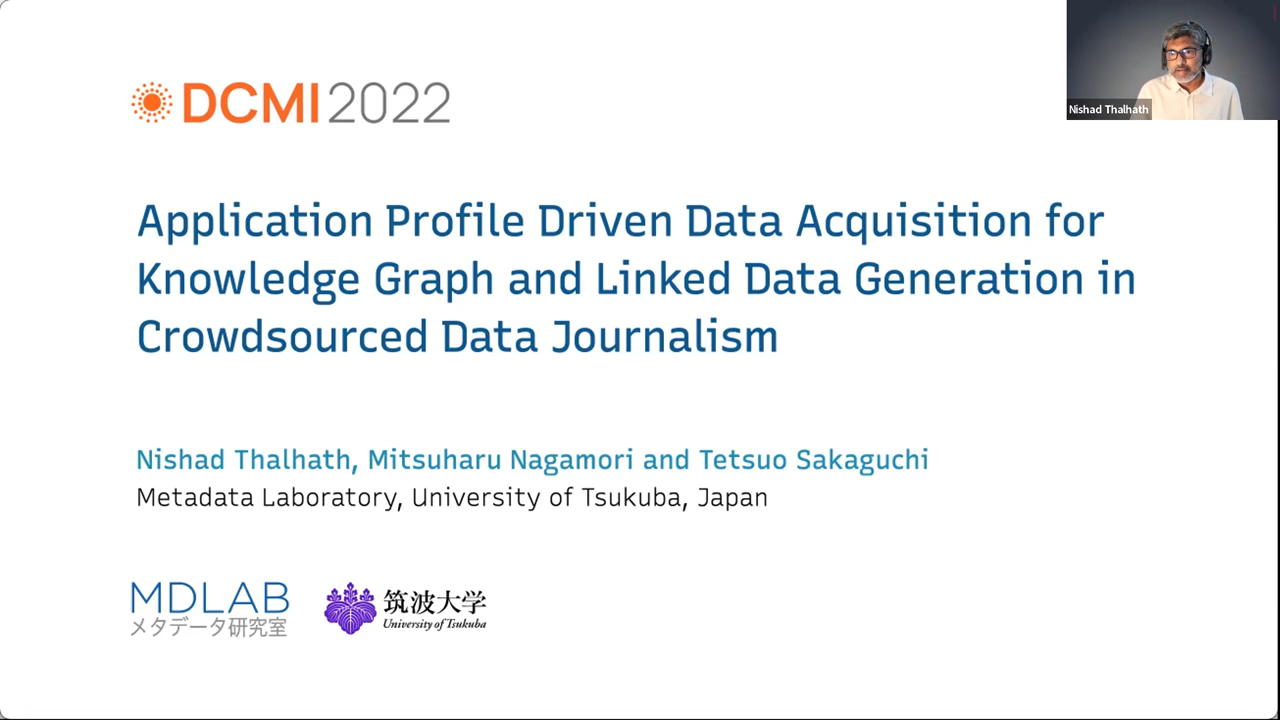 Nishad Thalhath
DCMI 2022
Application Profile Driven Data Acquisition for
Knowledge Graph and Linked Data Generation in
Crowdsourced Data Journalism
Nishad Thalhath, Mitsuharu Nagamori and Tetsuo Sakaguchi
Metadata Laboratory, University of Tsukuba, Japan
MDLAB
メタデータ研究室
筑波大学
University of Tsukuba